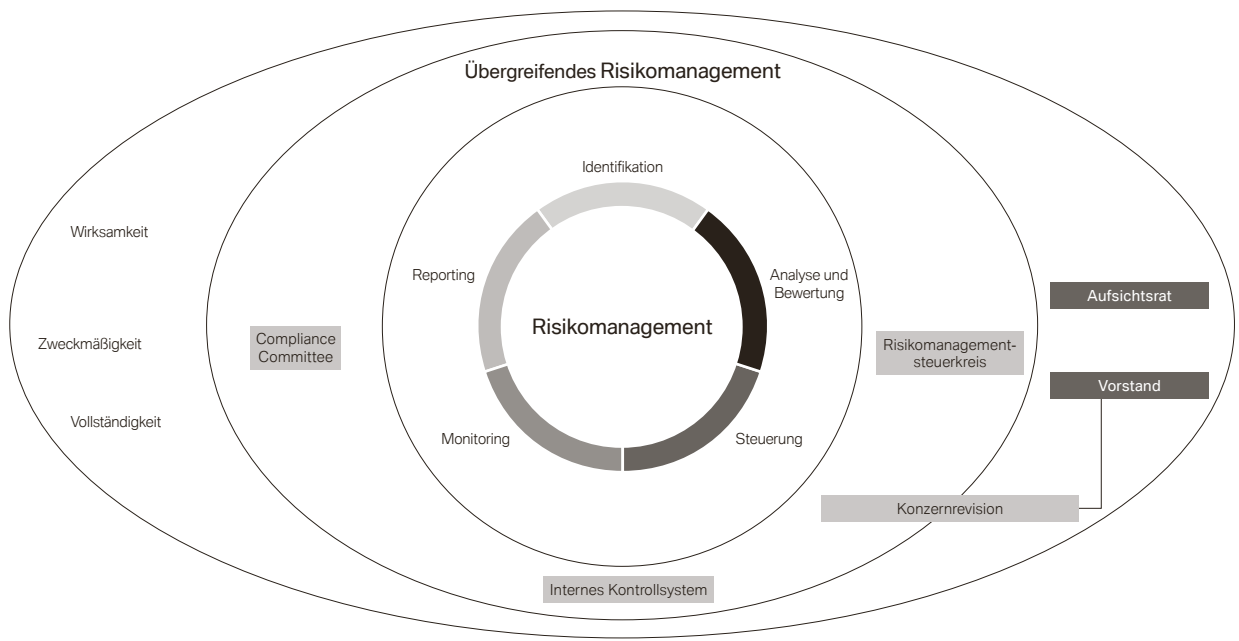 Übergreifendes Risikomanagement
Identifikation
Wirksamkeit
Reporting
Analyse und
Bewertung
Aufsichtsrat
Risikomanagement
Compliance
Committee
Zweckmäßigkeit
Risikomanagement-
steuerkreis
Vorstand
Vollständigkeit
Monitoring
Steuerung
Konzernrevision
Internes Kontrollsystem